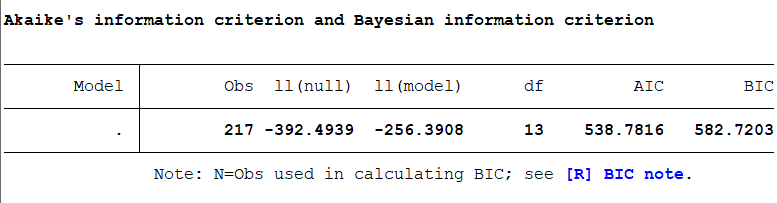 Akaike's information criterion and Bayesian information criterion
Model Obs ll(null) ll(model) df AIC BIC
. 217 -392.4939 -256.3908 13 538.7816 582.7203
Note: N=Obs used in calculating BIC; see [R] BIC note.